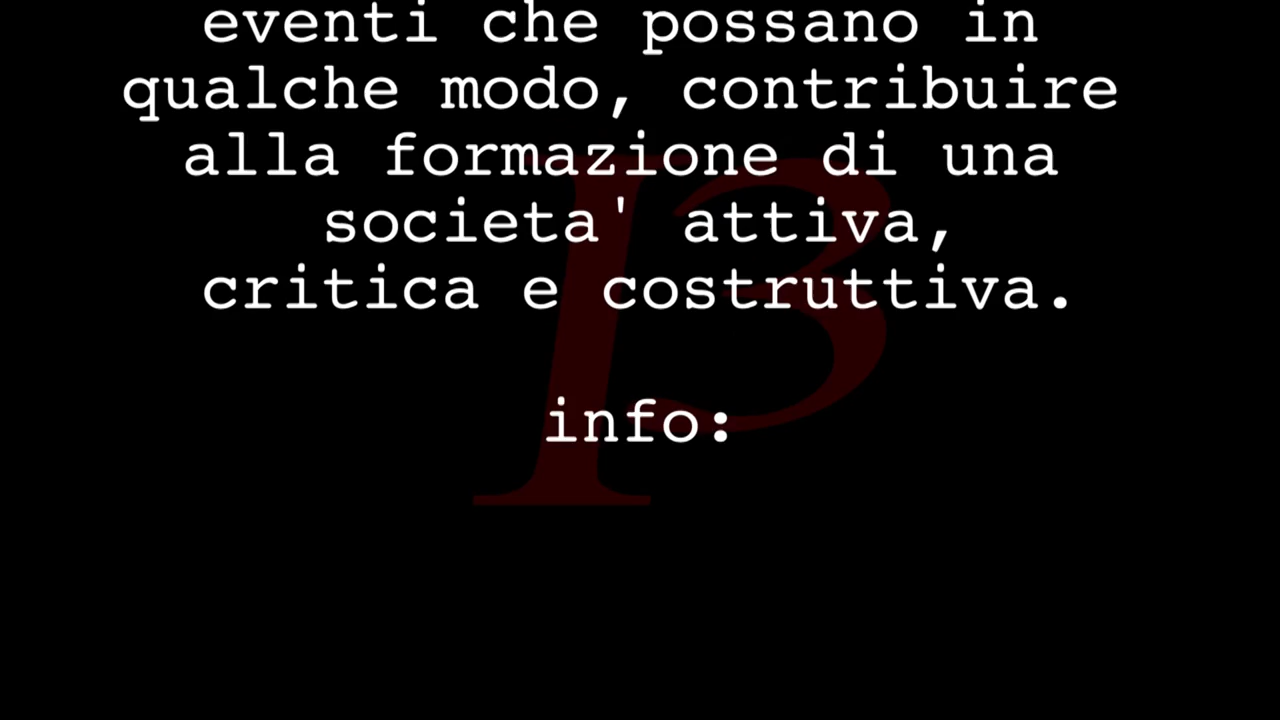 eventi che possano in
qualche modo, contribuire
alla formazione di una
societa' attiva,
critica e costruttiva.
info: